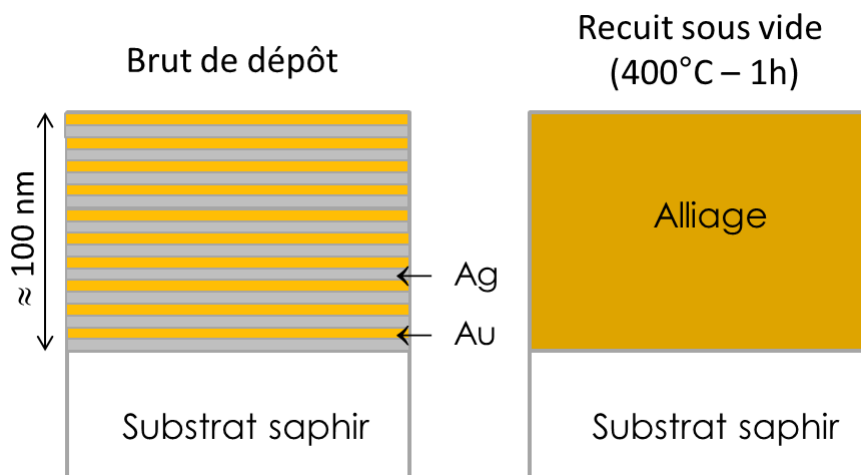 Brut de dépôt
Recuit sous vide
(400°C – 1h)
≈ 100 nm
Ag
Au
Alliage
Substrat saphir
Substrat saphir